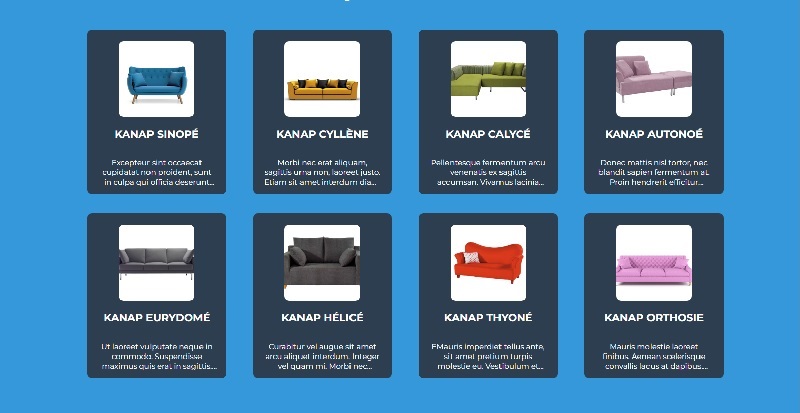 KANAP SINOPÉ
Excepteur sint occaecat
cupidatat non proident, sunt
in culpa qui officia deserunt...
KANAP CYLLÈNE
Morbi nec erat aliquam,
sagittis urna non, laoreet justo.
Etiam sit amet interdum dia...
KANAP CALYCÉ
Pellentesque fermentum arcu
venenatis ex sagittis
accumsan. Vivamus lacinia...
KANAP AUTONOÉ
Donec mattis nisl tortor, nec
blandit sapien fermentum at.
Proin hendrerit efficitur...
KANAP EURYDOMÉ
Ut laoreet vulputate neque in
commodo. Suspendisse
maximus quis erat in sagittis....
KANAP HÉLICÉ
Curabitur vel augue sit amet
arcu aliquet interdum. Integer
vel quam mi. Morbi nec...
KANAP THYONÉ
EMauris imperdiet tellus ante,
sit amet pretium turpis
molestie eu. Vestibulum et...
KANAP ORTHOSIE
Mauris molestie laoreet
finibus. Aenean scelerisque
convallis lacus at dapibus....